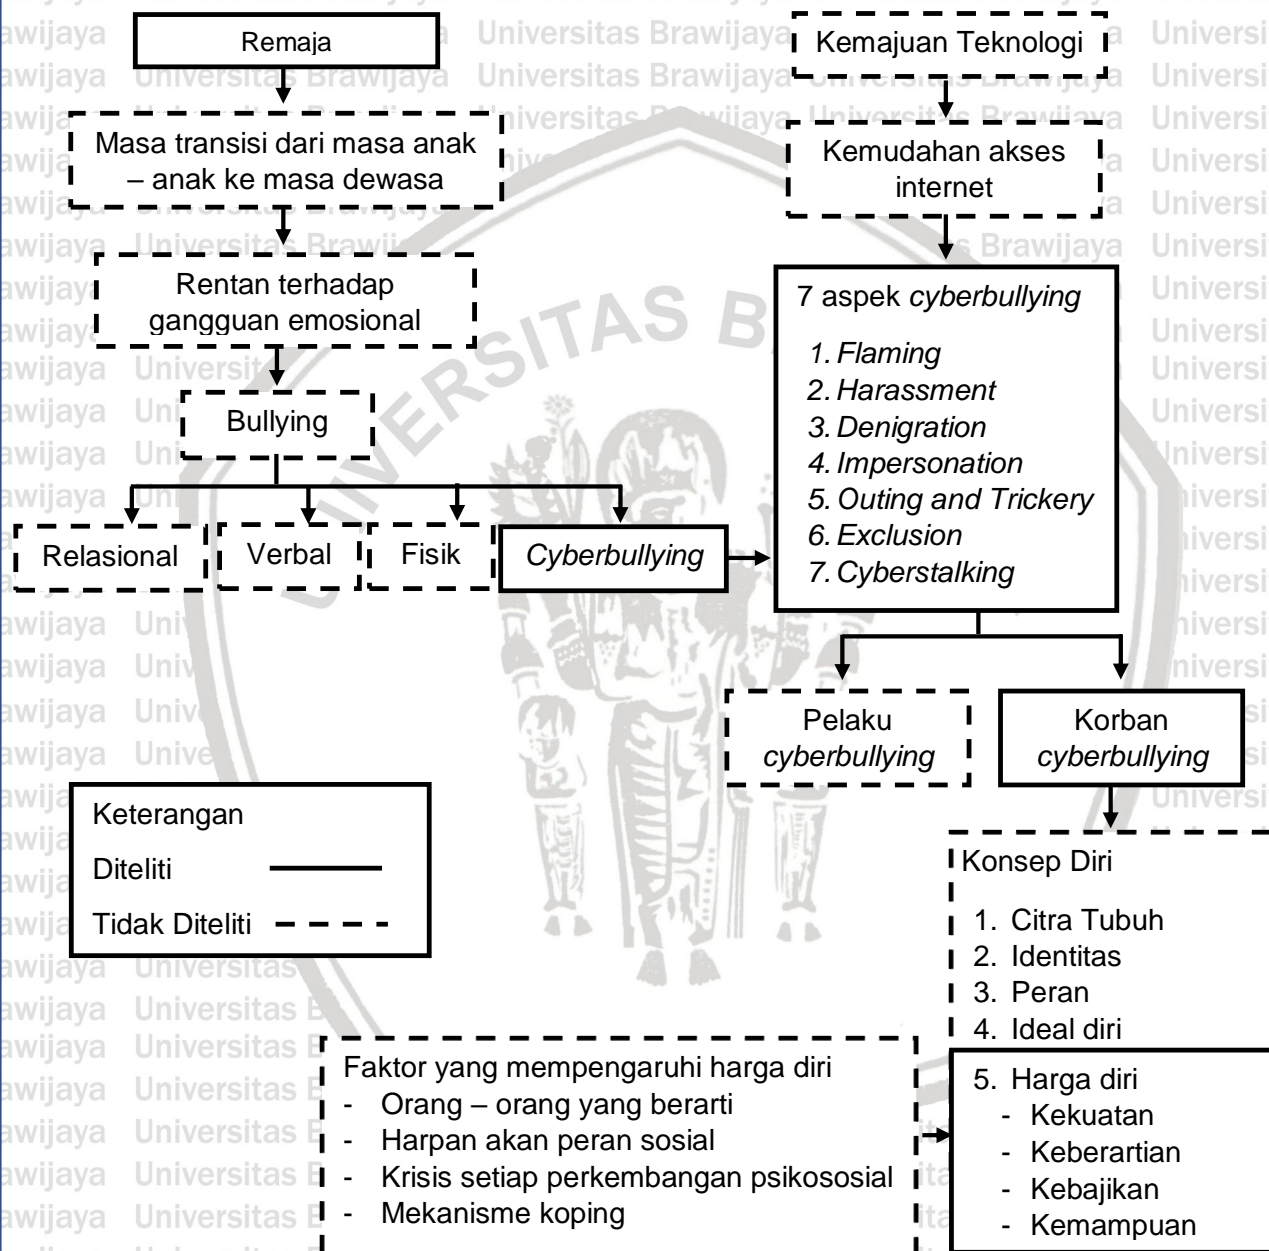 Remaja
Masa transisi dari masa anak
– anak ke masa dewasa
Rentan terhadap
gangguan emosional
Bullying
Relasional
Verbal
Fisik
Cyberbullying
Kemajuan Teknologi
Kemudahan akses
internet
7 aspek cyberbullying
1. Flaming
2. Harassment
3. Denigration
4. Impersonation
5. Outing and Trickery
6. Exclusion
7. Cyberstalking
Pelaku
cyberbullying
Korban
cyberbullying
Keterangan
Diteliti
Tidak Diteliti
Konsep Diri
1. Citra Tubuh
2. Identitas
3. Peran
4. Ideal diri
5. Harga diri
- Kekuatan
- Keberartian
- Kebajikan
- Kemampuan
Faktor yang mempengaruhi harga diri
- Orang – orang yang berarti
- Harpan akan peran sosial
- Krisis setiap perkembangan psikososial
- Mekanisme koping